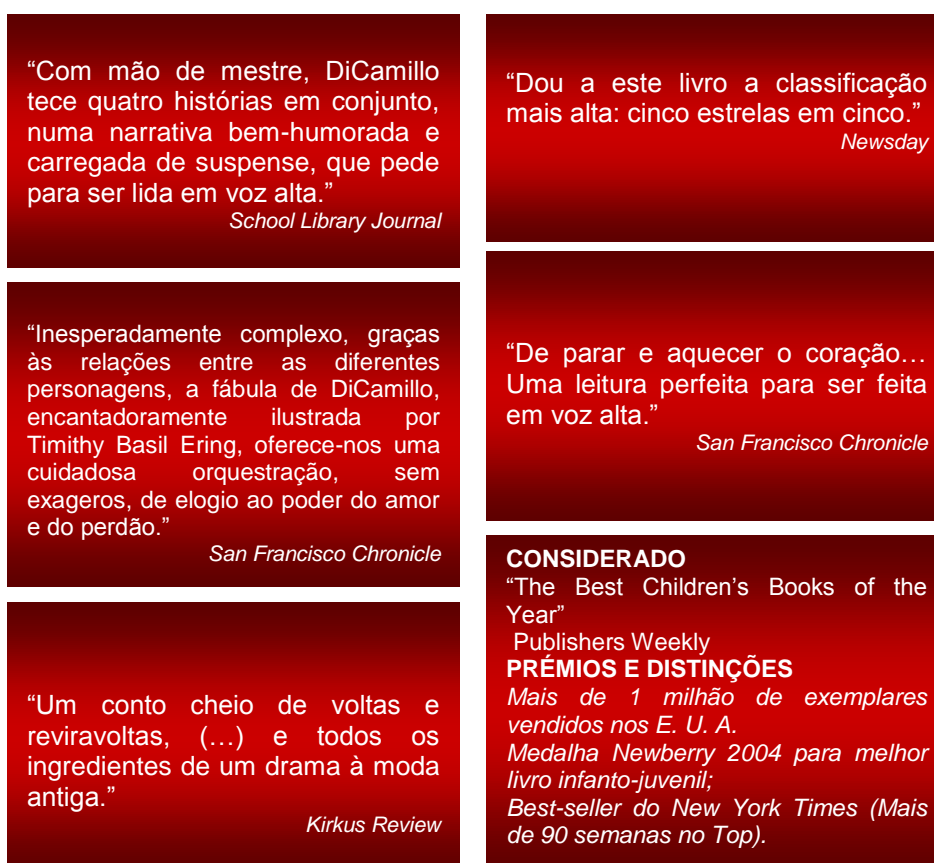 “Com mão de mestre, DiCamillo
tece quatro histórias em conjunto,
numa narrativa bem-humorada e
carregada de suspense, que pede
para ser lida em voz alta.”
School Library Journal
“Inesperadamente complexo, graças
às relações entre as diferentes
personagens, a fábula de DiCamillo,
encantadoramente ilustrada por
Timithy Basil Ering, oferece-nos uma
cuidadosa orquestração, sem
exageros, de elogio ao poder do amor
e do perdão.”
San Francisco Chronicle
“Um conto cheio de voltas e
reviravoltas, (…) e todos os
ingredientes de um drama à moda
antiga.”
Kirkus Review
“Dou a este livro a classificação
mais alta: cinco estrelas em cinco.”
Newsday
“De parar e aquecer o coração…
Uma leitura perfeita para ser feita
em voz alta.”
San Francisco Chronicle
CONSIDERADO
“The Best Children’s Books of the
Year”
Publishers Weekly
PRÉMIOS E DISTINÇÕES
Mais de 1 milhão de exemplares
vendidos nos E. U. A.
Medalha Newberry 2004 para melhor
livro infanto-juvenil;
Best-seller do New York Times (Mais
de 90 semanas no Top).